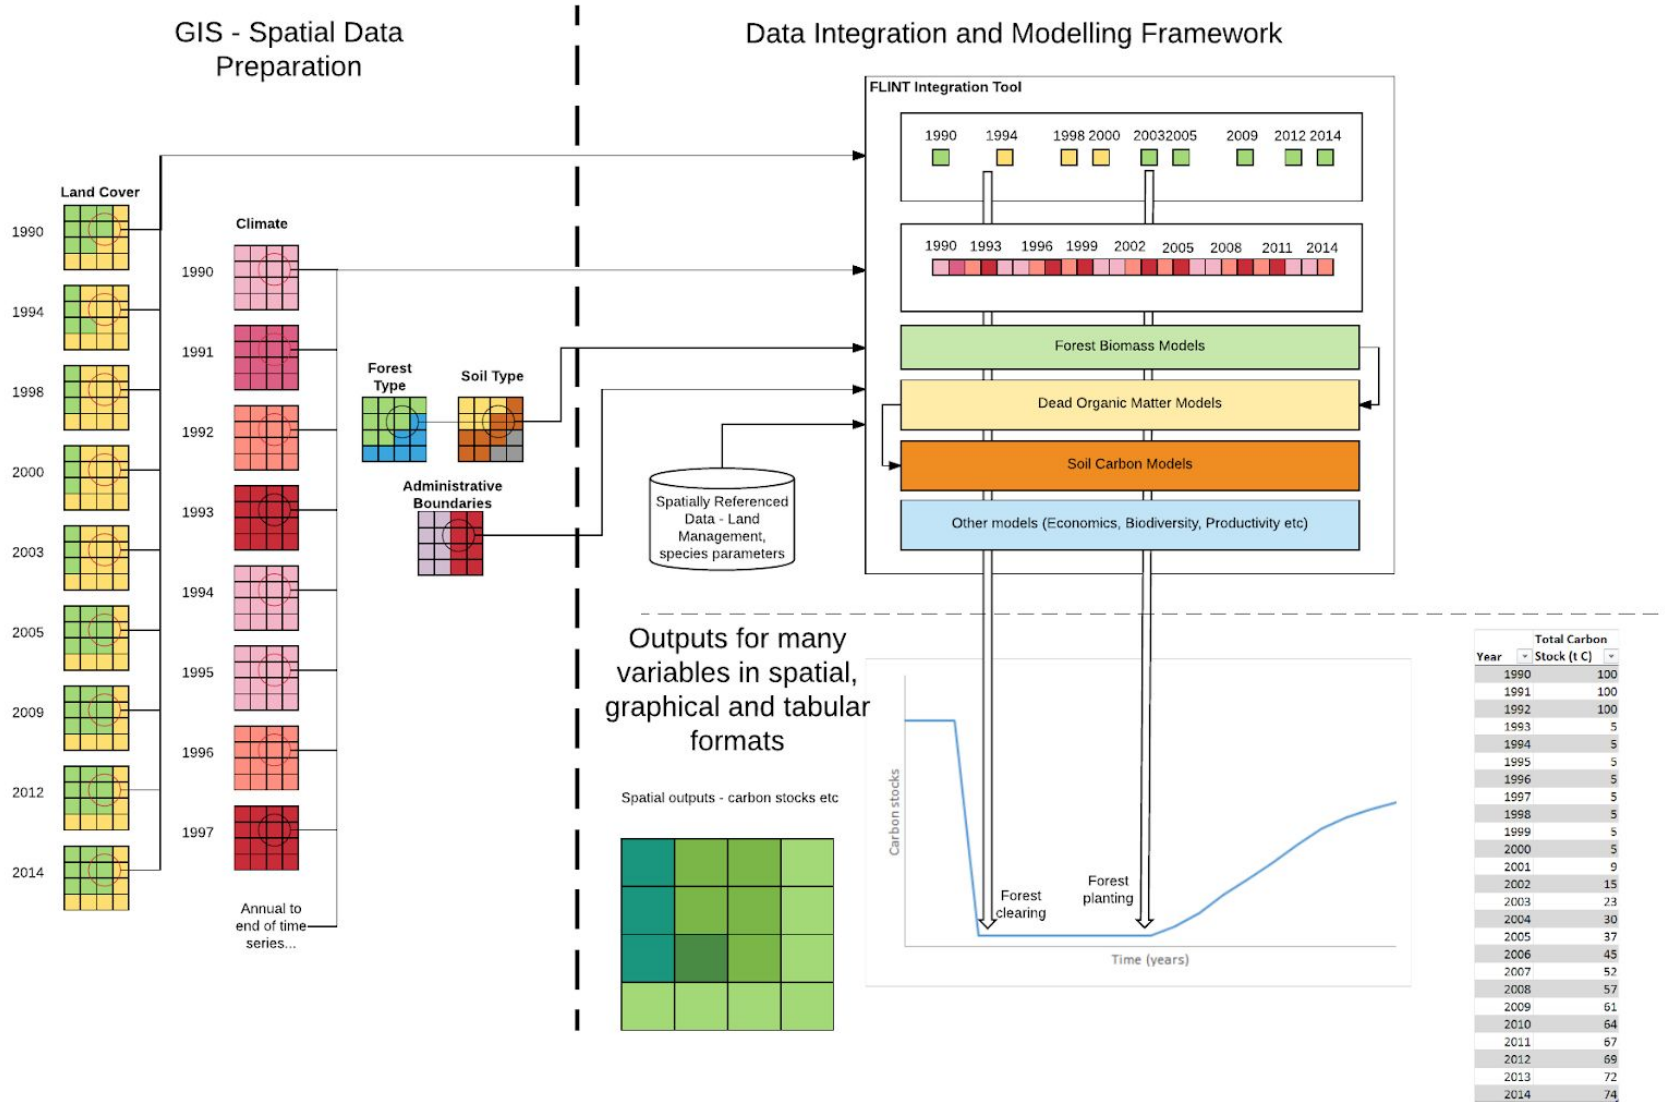 GIS - Spatial Data
Preparation
Data Integration and Modelling Framework
Land Cover
1990
1994
1998
2000
2003
2005
2009
2012
2014
Climate
1990
1991
1992
1993
1994
1995
1996
1997
Annual to
end of time
series...
Forest
Type
Soil Type
Administrative
Boundaries
Spatially Referenced
Data - Land
Management,
species parameters
FLINT Integration Tool
1990 1994 1998 2000 2003 2005 2009 2012 2014
1990 1993 1996 1999 2002 2005 2008 2011 2014
Forest Biomass Models
Dead Organic Matter Models
Soil Carbon Models
Other models (Economics, Biodiversity, Productivity etc)
Outputs for many
variables in spatial,
graphical and tabular
formats
Spatial outputs - carbon stocks etc
Carbon stocks
Forest
clearing
Forest
planting
Time (years)
Total Carbon
Year Stock (t C)
1990 100
1991 100
1992 100
1993 5
1994 5
1995 5
1996 5
1997 5
1998 5
1999 5
2000 5
2001 9
2002 15
2003 23
2004 30
2005 37
2006 45
2007 52
2008 57
2009 61
2010 64
2011 67
2012 69
2013 72
2014 74